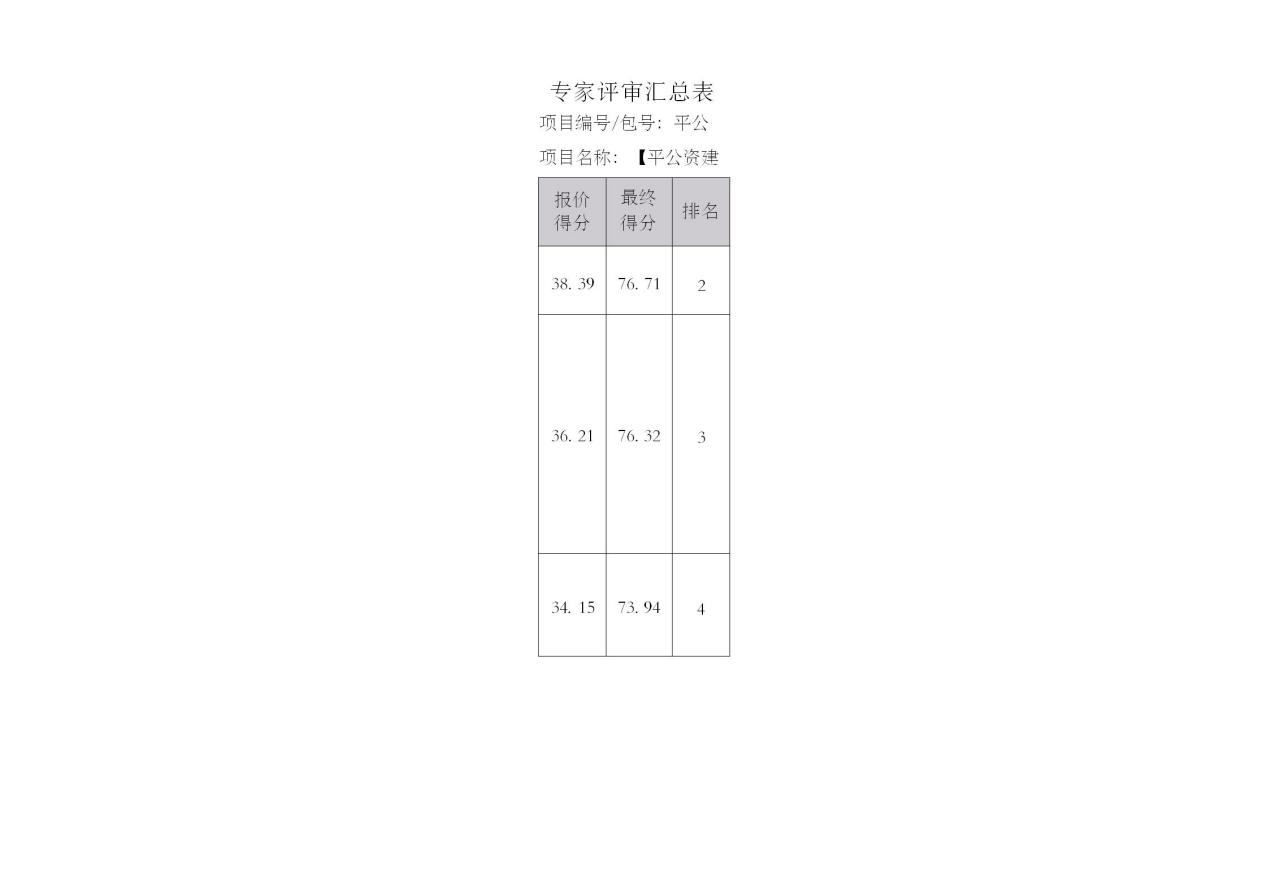 专家评审汇总表
项目编号/包号：平公
项目名称：【平公资建
报价得分 最终得分 排名
38.39 76.71 2
36.21 76.32 3
34.15 73.94 4